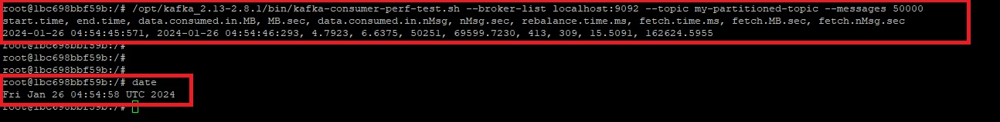 root@1bc698bbf59b:/# /opt/kafka_2.13-2.8.1/bin/kafka-consumer-perf-test.sh --broker-list localhost:9092 --topic my-partitioned-topic --messages 50000
start.time, end.time, data.consumed.in.MB, MB.sec, data.consumed.in.nMsg, nMsg.sec, rebalance.time.ms, fetch.time.ms, fetch.MB.sec, fetch.nMsg.sec
2024-01-26 04:54:45:571, 2024-01-26 04:54:46:293, 4.7923, 6.6375, 50251, 69599.7230, 413, 309, 15.5091, 162624.5955
root@1bc698bbf59b:/#
root@1bc698bbf59b:/#
root@1bc698bbf59b:/#
root@1bc698bbf59b:/# date
Fri Jan 26 04:54:58 UTC 2024
root@1bc698bbf59b:/#